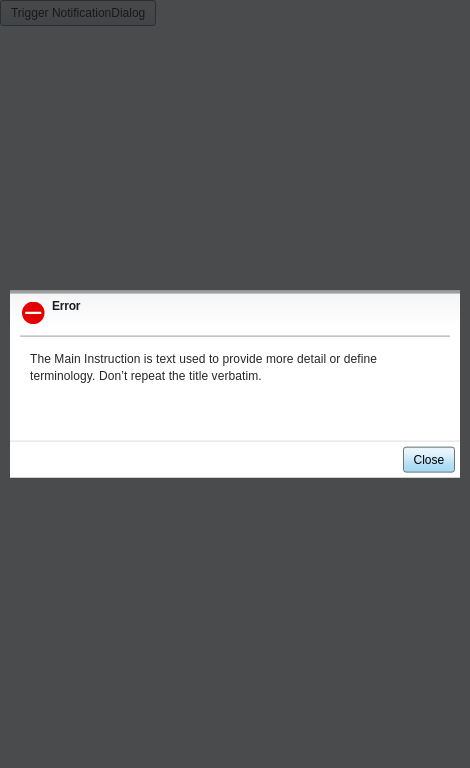 Trigger NotificationDialog
Error
The Main Instruction is text used to provide more detail or define
terminology. Don’t repeat the title verbatim.
Close